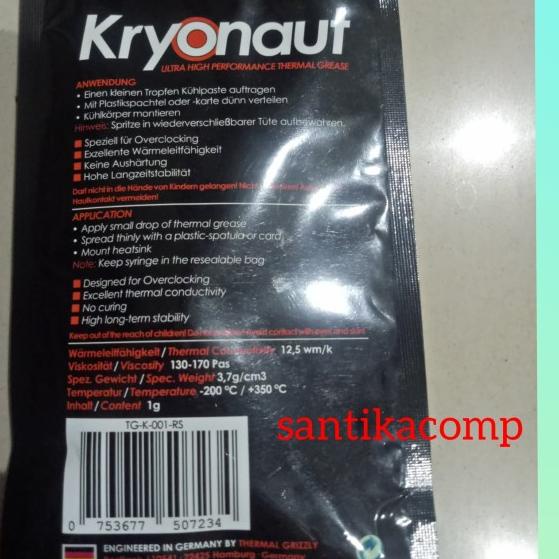 Kryonaut
ULTRA HIGH PERFORMANCE THERMAL GREASE
ANWENDUNG
• Einen kleinen Tropfen Kühlpaste auftragen
• Mit Plastikspachtel oder -karte dünn verteilen
• Kühlkörper montieren
Hinweis: Spritze in wiederverschließbarer Tüte aufbewahren.
Speziell für Overclocking
Exzellente Wärmeleitfähigkeit
Keine Aushärtung
Hohe Langzeitstabilität
Darf nicht in die Hände von Kindern gelangen!
Hautkontakt vermeiden!
APPLICATION
• Apply small drop of thermal grease
• Spread thinly with a plastic-spatula or card
• Mount heatsink
Note: Keep syringe in the resealable bag
Designed for Overclocking
Excellent thermal conductivity
No curing
High long-term stability
Keep out of the reach of children! contact with eyes and skin
Wärmeleitfähigkeit / Thermal Conductivity 12,5 wm/k
Viskosität / Viscosity 130-170 Pas
Spez. Gewicht / Spec. Weight 3,7g/cm3
Temperatur / Temperature -200 °C / +350 °C
Inhalt / Content 1g
santikacomp
TG-K-001-RS
0 753677 507234
ENGINEERED IN GERMANY BY THERMAL GRIZZLY
22425 Hamburg Germany